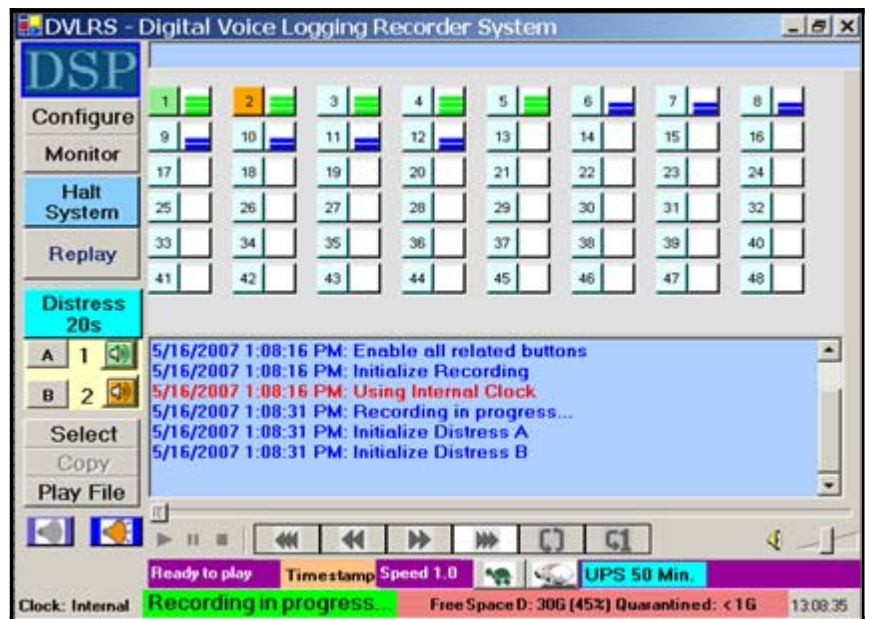 DVLRS - Digital Voice Logging Recorder System
DSP
Configure
Monitor
Halt
System
Replay
Distress
20s
A 1
B 2
Select
Copy
Play File
1 2 3 4 5 6 7 8
9 10 11 12 13 14 15 16
17 18 19 20 21 22 23 24
25 26 27 28 29 30 31 32
33 34 35 36 37 38 39 40
41 42 43 44 45 46 47 48
5/16/2007 1:08:16 PM: Enable all related buttons
5/16/2007 1:08:16 PM: Initialize Recording
5/16/2007 1:08:16 PM: Using Internal Clock
5/16/2007 1:08:31 PM: Recording in progress...
5/16/2007 1:08:31 PM: Initialize Distress A
5/16/2007 1:08:31 PM: Initialize Distress B
Ready to play Timestamp Speed 1.0 UPS 50 Min.
Clock: Internal Recording in progress... Free Space D: 30G (45%) Quarantined: < 1G 13:08:35